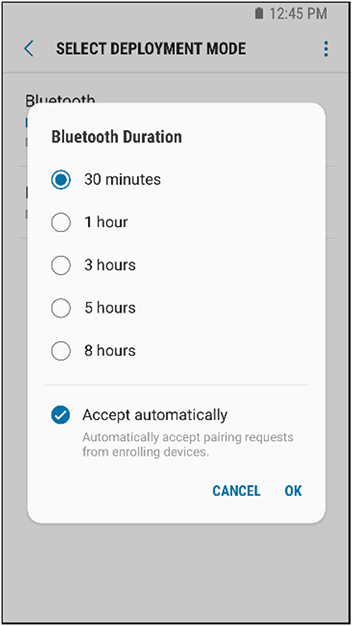 12:45 PM
SELECT DEPLOYMENT MODE
Bluetooth
Bluetooth Duration
30 minutes
1 hour
3 hours
5 hours
8 hours
Accept automatically
Automatically accept pairing requests
from enrolling devices.
CANCEL OK